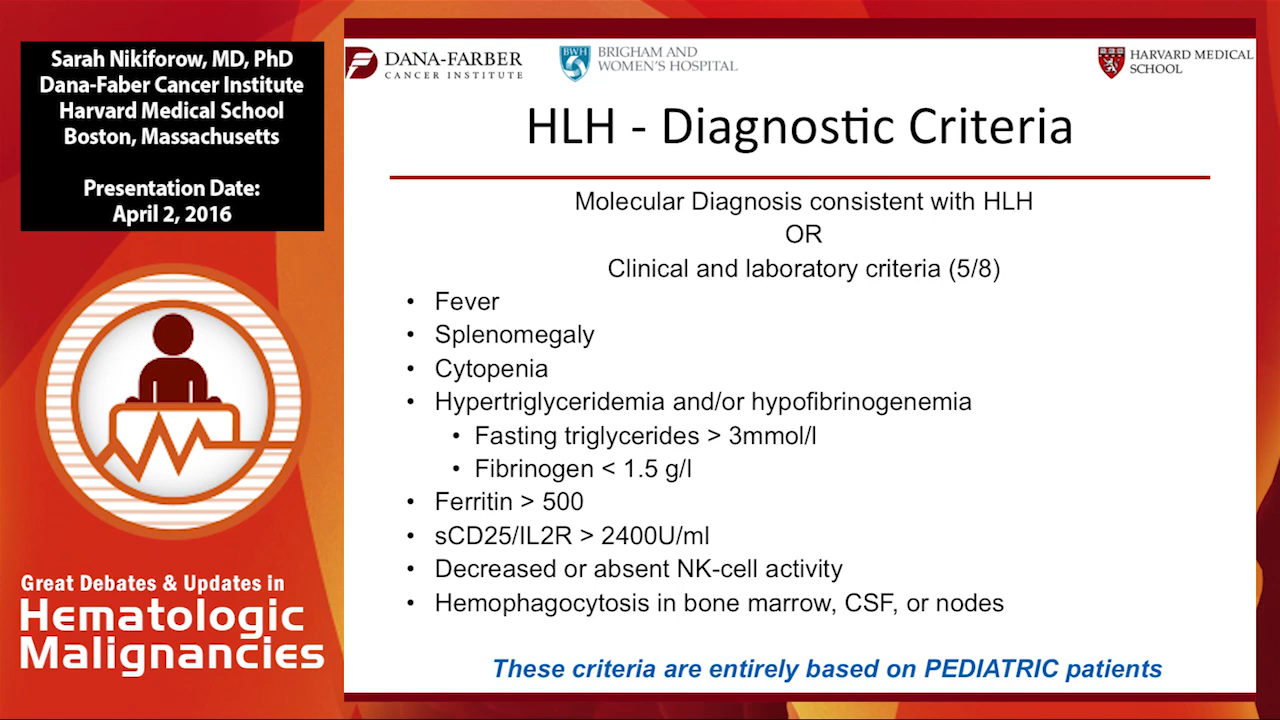 Sarah Nikiforow, MD, PhD
Dana-Faber Cancer Institute
Harvard Medical School
Boston, Massachusetts
Presentation Date:
April 2, 2016
Great Debates & Updates in
Hematologic
Malignancies
DANA-FARBER
CANCER INSTITUTE
BWH
BRIGHAM AND
WOMEN'S HOSPITAL
HARVARD MEDICAL
SCHOOL
HLH - Diagnostic Criteria
Molecular Diagnosis consistent with HLH
OR
Clinical and laboratory criteria (5/8)
• Fever
• Splenomegaly
• Cytopenia
• Hypertriglyceridemia and/or hypofibrinogenemia
• Fasting triglycerides > 3mmol/l
• Fibrinogen < 1.5 g/l
• Ferritin > 500
• sCD25/IL2R > 2400U/ml
• Decreased or absent NK-cell activity
• Hemophagocytosis in bone marrow, CSF, or nodes
These criteria are entirely based on PEDIATRIC patients